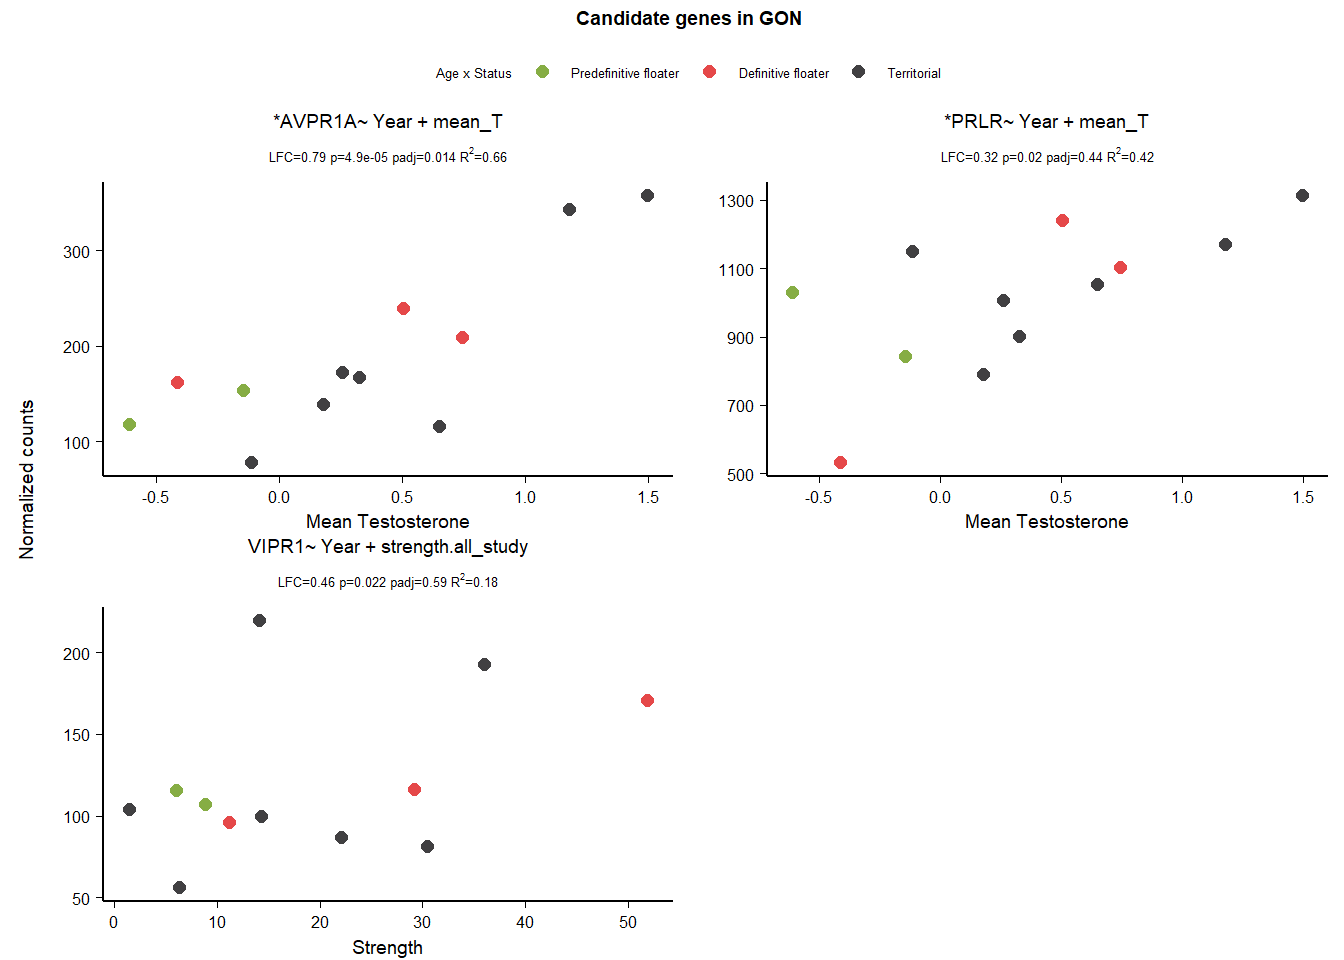 Candidate genes in GON
Age x Status Predefinitive floater Definitive floater Territorial
*AVPR1A~ Year + mean_T
LFC=0.79 p=4.9e-05 padj=0.014 R²=0.66
300
200
100
-0.5 0.0 0.5 1.0 1.5
Mean Testosterone
*PRLR~ Year + mean_T
LFC=0.32 p=0.02 padj=0.44 R²=0.42
1300
1100
900
700
500
-0.5 0.0 0.5 1.0 1.5
Mean Testosterone
Normalized counts
VIPR1~ Year + strength.all_study
LFC=0.46 p=0.022 padj=0.59 R²=0.18
200
150
100
50
0 10 20 30 40 50
Strength